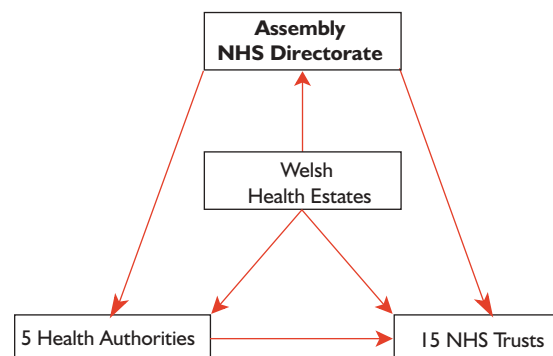 Assembly
NHS Directorate
Welsh
Health Estates
5 Health Authorities
15 NHS Trusts